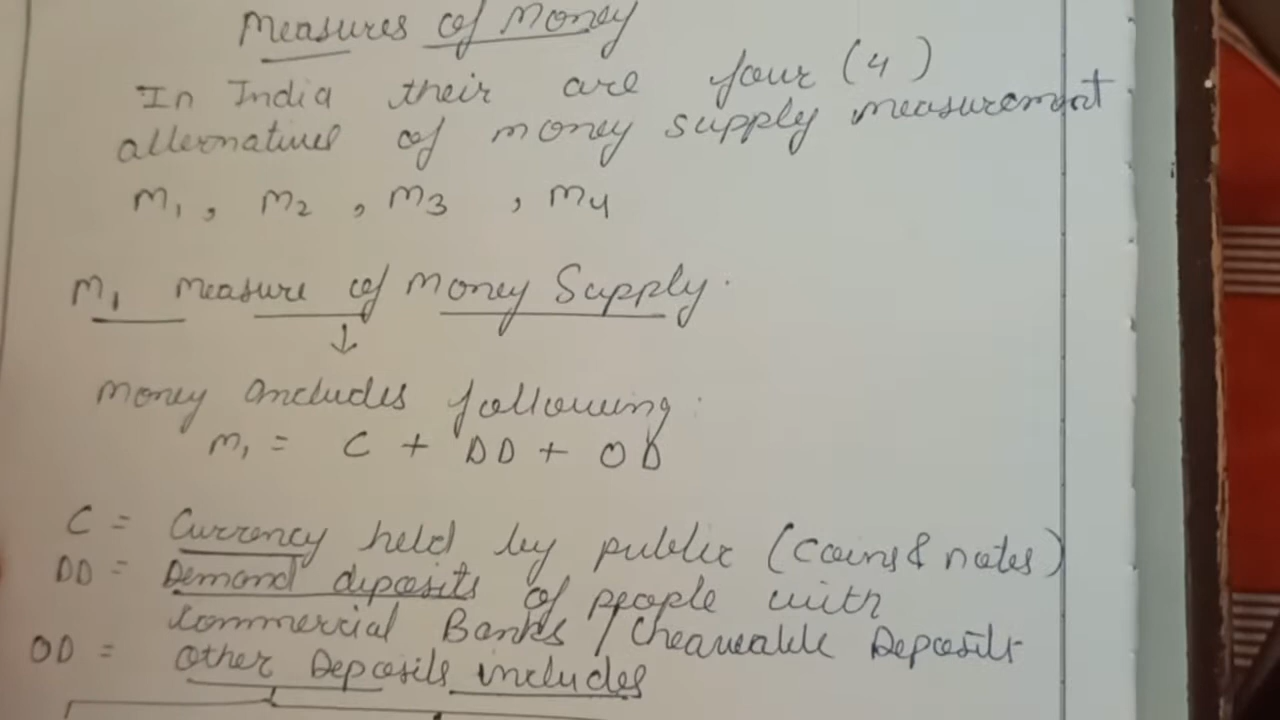 Measures of Money
In India their are four (4)
alternatives of money supply measurement
M1, M2, M3, M4
M1 measure of Money Supply.
↓
Money includes following:
M1 = C + DD + OD
C = Currency held by public (coins & notes)
DD = Demand deposits of people with
Commercial Banks / Cheaueable Deposits
OD = Other Deposits includes